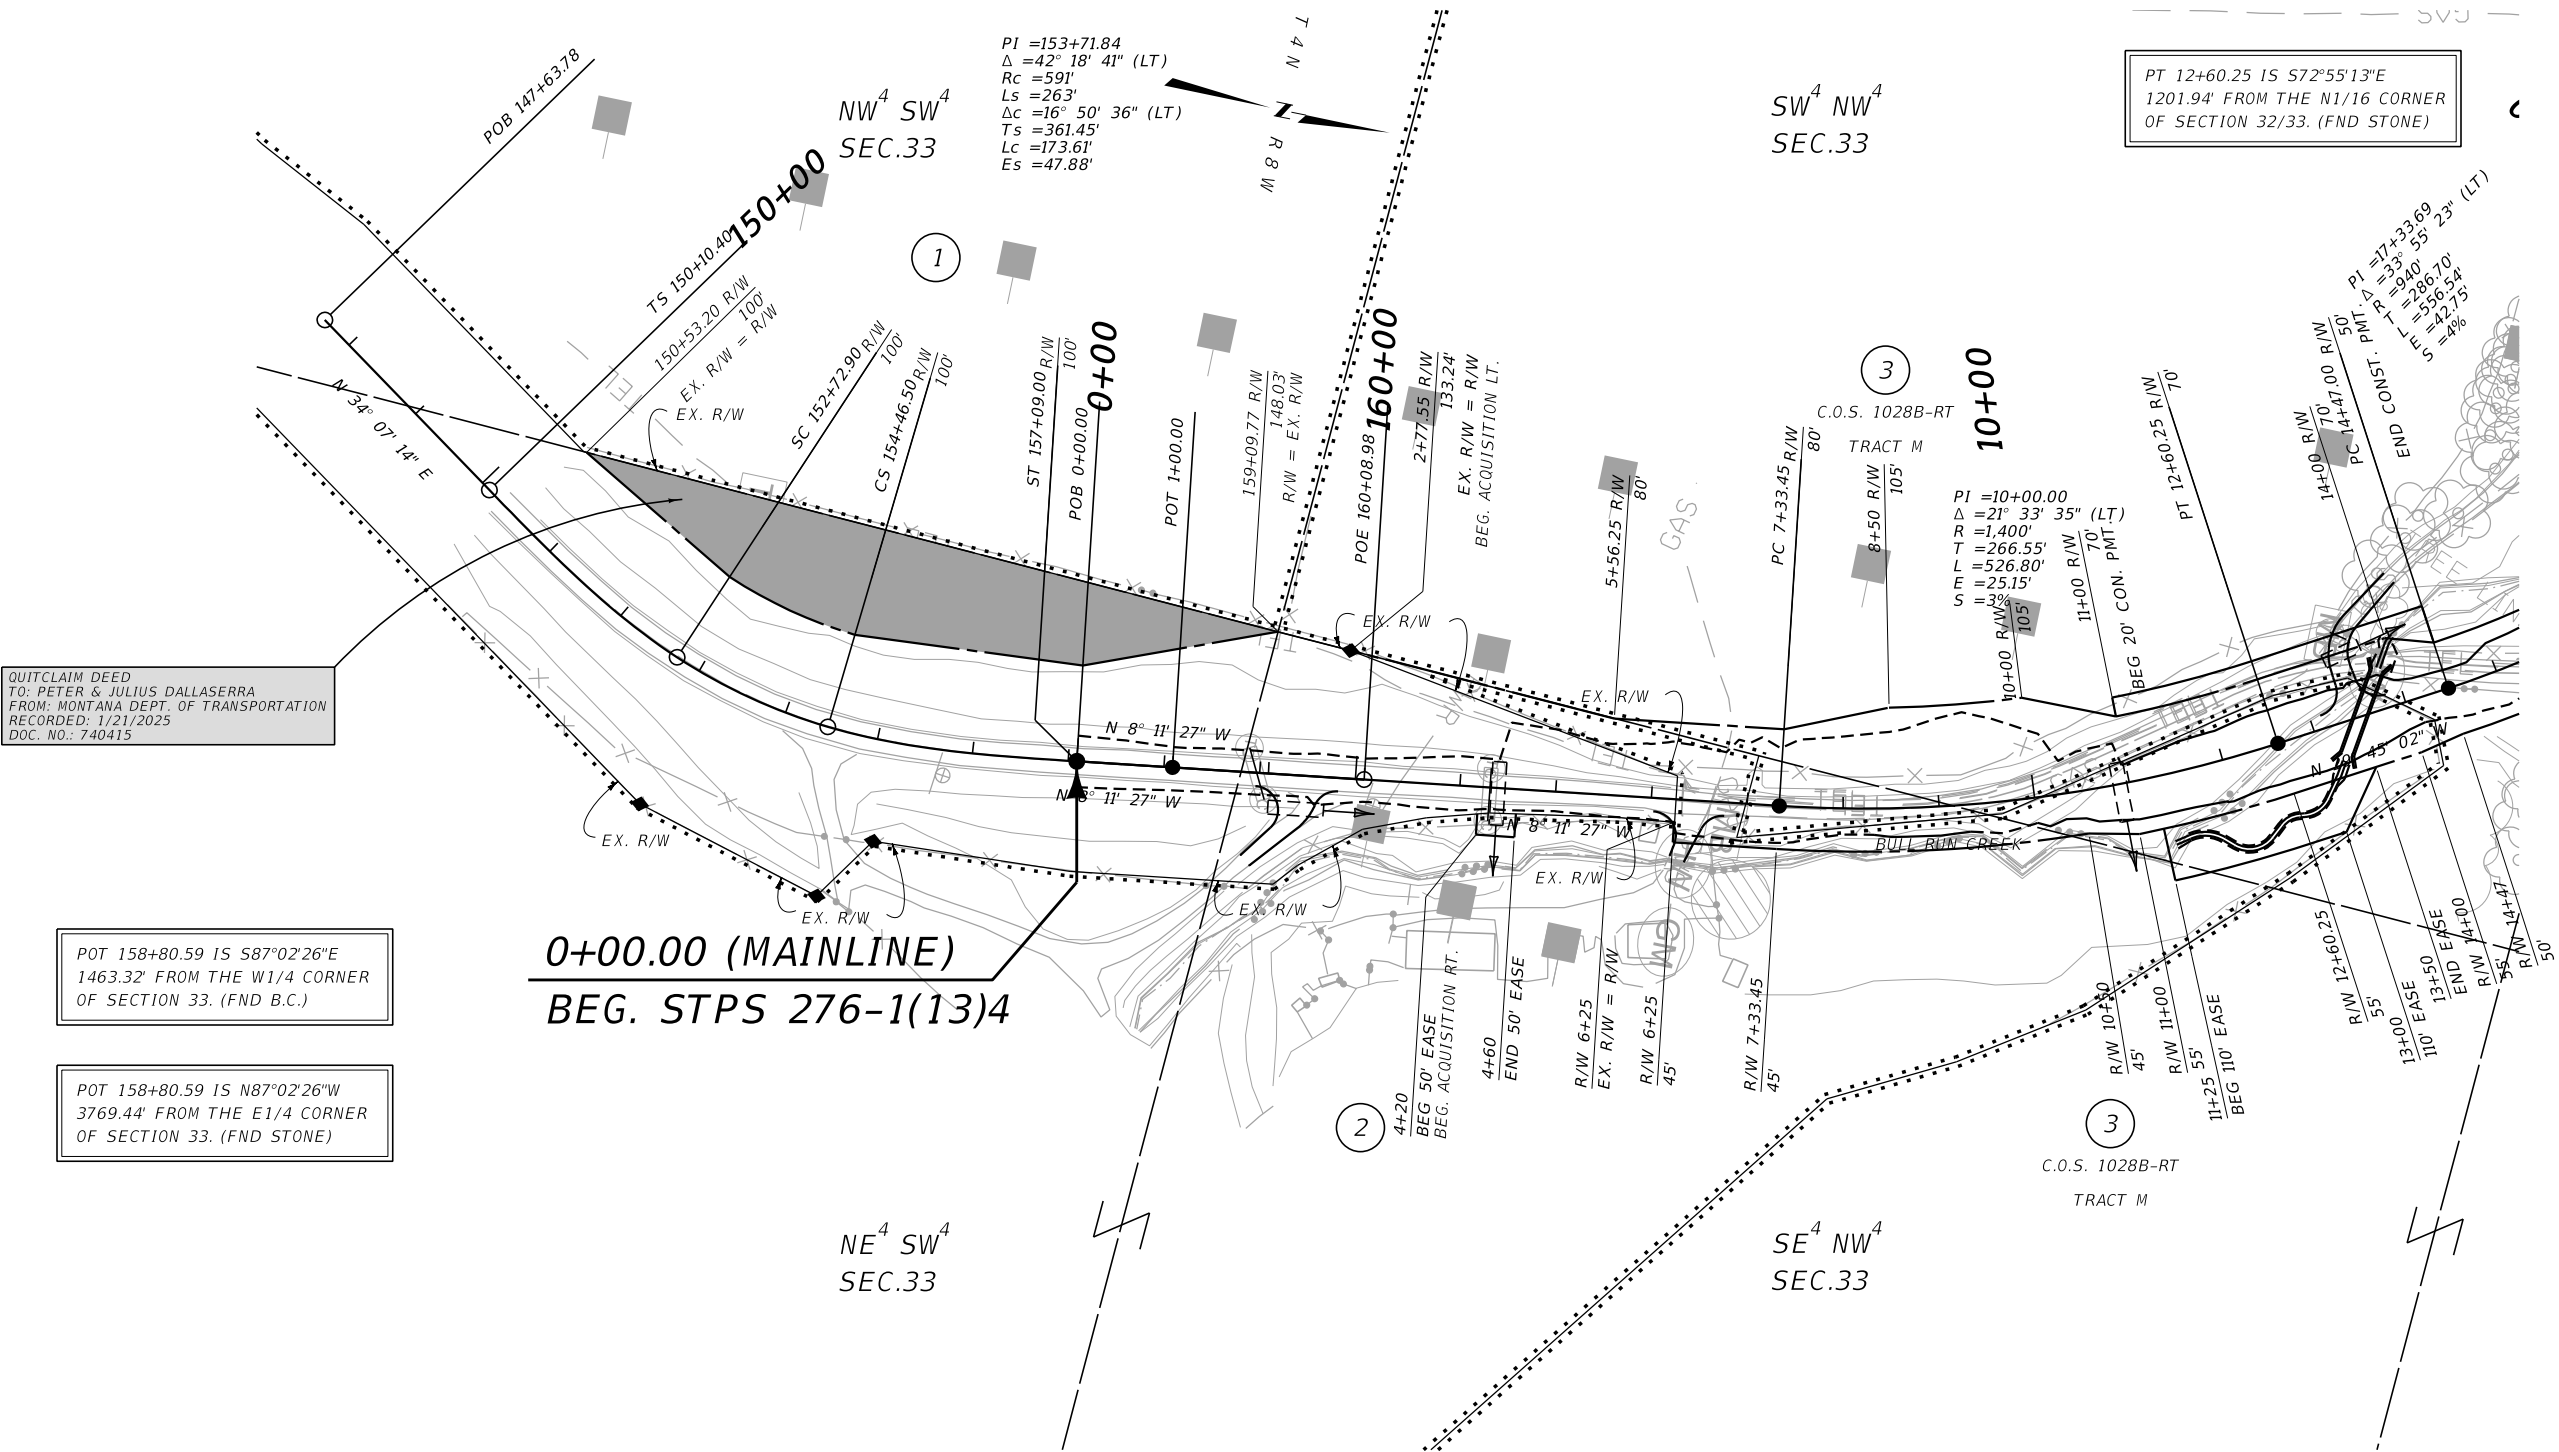 POB 147+63.78
TS 150+10.40
150+00
150+53.20 R/W
100'
EX. R/W = R/W
EX. R/W
N 34° 07' 14" E
NW⁴ SW⁴
SEC.33
1
PI =153+71.84
Δ =42° 18' 41" (LT)
Rc =591'
Ls =263'
Δc =16° 50' 36" (LT)
Ts =361.45'
Lc =173.61'
Es =47.88'
T4N
R8W
Z
SC 152+72.90 R/W
100'
CS 154+46.50 R/W
100'
ST 157+09.00 R/W
100'
POB 0+00.00
0+00
POT 1+00.00
159+09.77 R/W
148.03'
R/W = EX. R/W
POE 160+08.98
160+00
2+77.55 R/W
133.24'
EX. R/W = R/W
BEG. ACQUISITION LT.
EX. R/W
SW⁴ NW⁴
SEC.33
PT 12+60.25 IS S72°55'13"E
1201.94' FROM THE N1/16 CORNER
OF SECTION 32/33. (FND STONE)
GAS
PI =17+33.69
Δ =33° 55' 23" (LT)
R =940'
T =286.70'
L =556.54'
E =42.75'
S =4%
5+56.25 R/W
80'
GAS
PC 7+33.45 R/W
80'
3
C.O.S. 1028B-RT
TRACT M
8+50 R/W
105'
10+00
PI =10+00.00
Δ =21° 33' 35" (LT)
R =1,400'
T =266.55'
L =526.80'
E =25.15'
S =3%
10+00 R/W
105'
11+00 R/W
70'
BEG 20' CON. PMT.
PT 12+60.25 R/W
70'
14+00 R/W
70'
PC 14+47.00 R/W
50'
END CONST. PMT.
EX. R/W
QUITCLAIM DEED
TO: PETER & JULIUS DALLASERRA
FROM: MONTANA DEPT. OF TRANSPORTATION
RECORDED: 1/21/2025
DOC. NO.: 740415
N 8° 11' 27" W
N 8° 11' 27" W
N 8° 11' 27" W
BULL RUN CREEK
EX. R/W
EX. R/W
EX. R/W
EX. R/W
0+00.00 (MAINLINE)
BEG. STPS 276-1(13)4
POT 158+80.59 IS S87°02'26"E
1463.32' FROM THE W1/4 CORNER
OF SECTION 33. (FND B.C.)
POT 158+80.59 IS N87°02'26"W
3769.44' FROM THE E1/4 CORNER
OF SECTION 33. (FND STONE)
2
4+20
BEG 50' EASE
BEG. ACQUISITION RT.
4+60
END 50' EASE
R/W 6+25
EX. R/W = R/W
R/W 6+25
45'
R/W 7+33.45
45'
R/W 10+50
45'
R/W 11+00
55'
11+25
BEG 110' EASE
R/W 12+60.25
55'
13+00
110' EASE
13+50
END EASE
R/W 14+00
55'
R/W 14+47
50'
3
C.O.S. 1028B-RT
TRACT M
NE⁴ SW⁴
SEC.33
SE⁴ NW⁴
SEC.33